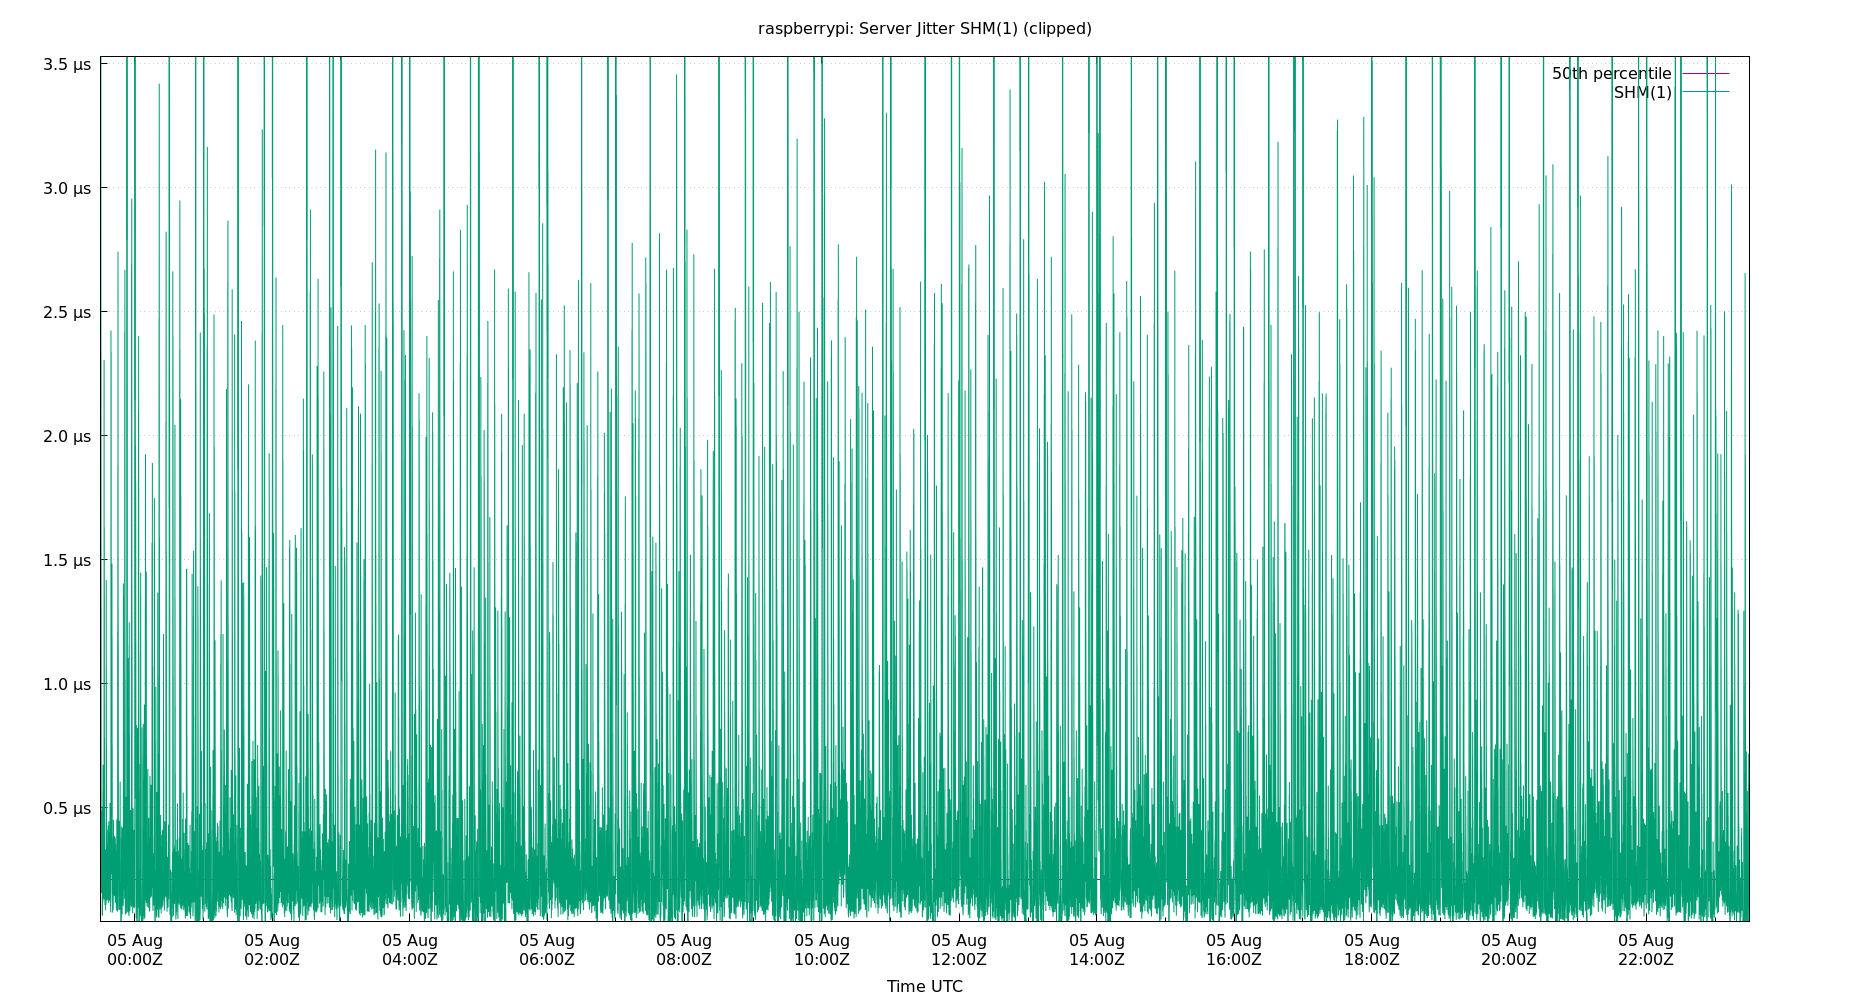 raspberrypi: Server Jitter SHM(1) (clipped)
3.5 µs
50th percentile
SHM(1)
3.0 µs
2.5 µs
2.0 µs
1.5 µs
1.0 µs
0.5 µs
05 Aug 05 Aug 05 Aug 05 Aug 05 Aug 05 Aug 05 Aug 05 Aug 05 Aug 05 Aug 05 Aug 05 Aug
00:00Z 02:00Z 04:00Z 06:00Z 08:00Z 10:00Z 12:00Z 14:00Z 16:00Z 18:00Z 20:00Z 22:00Z
Time UTC